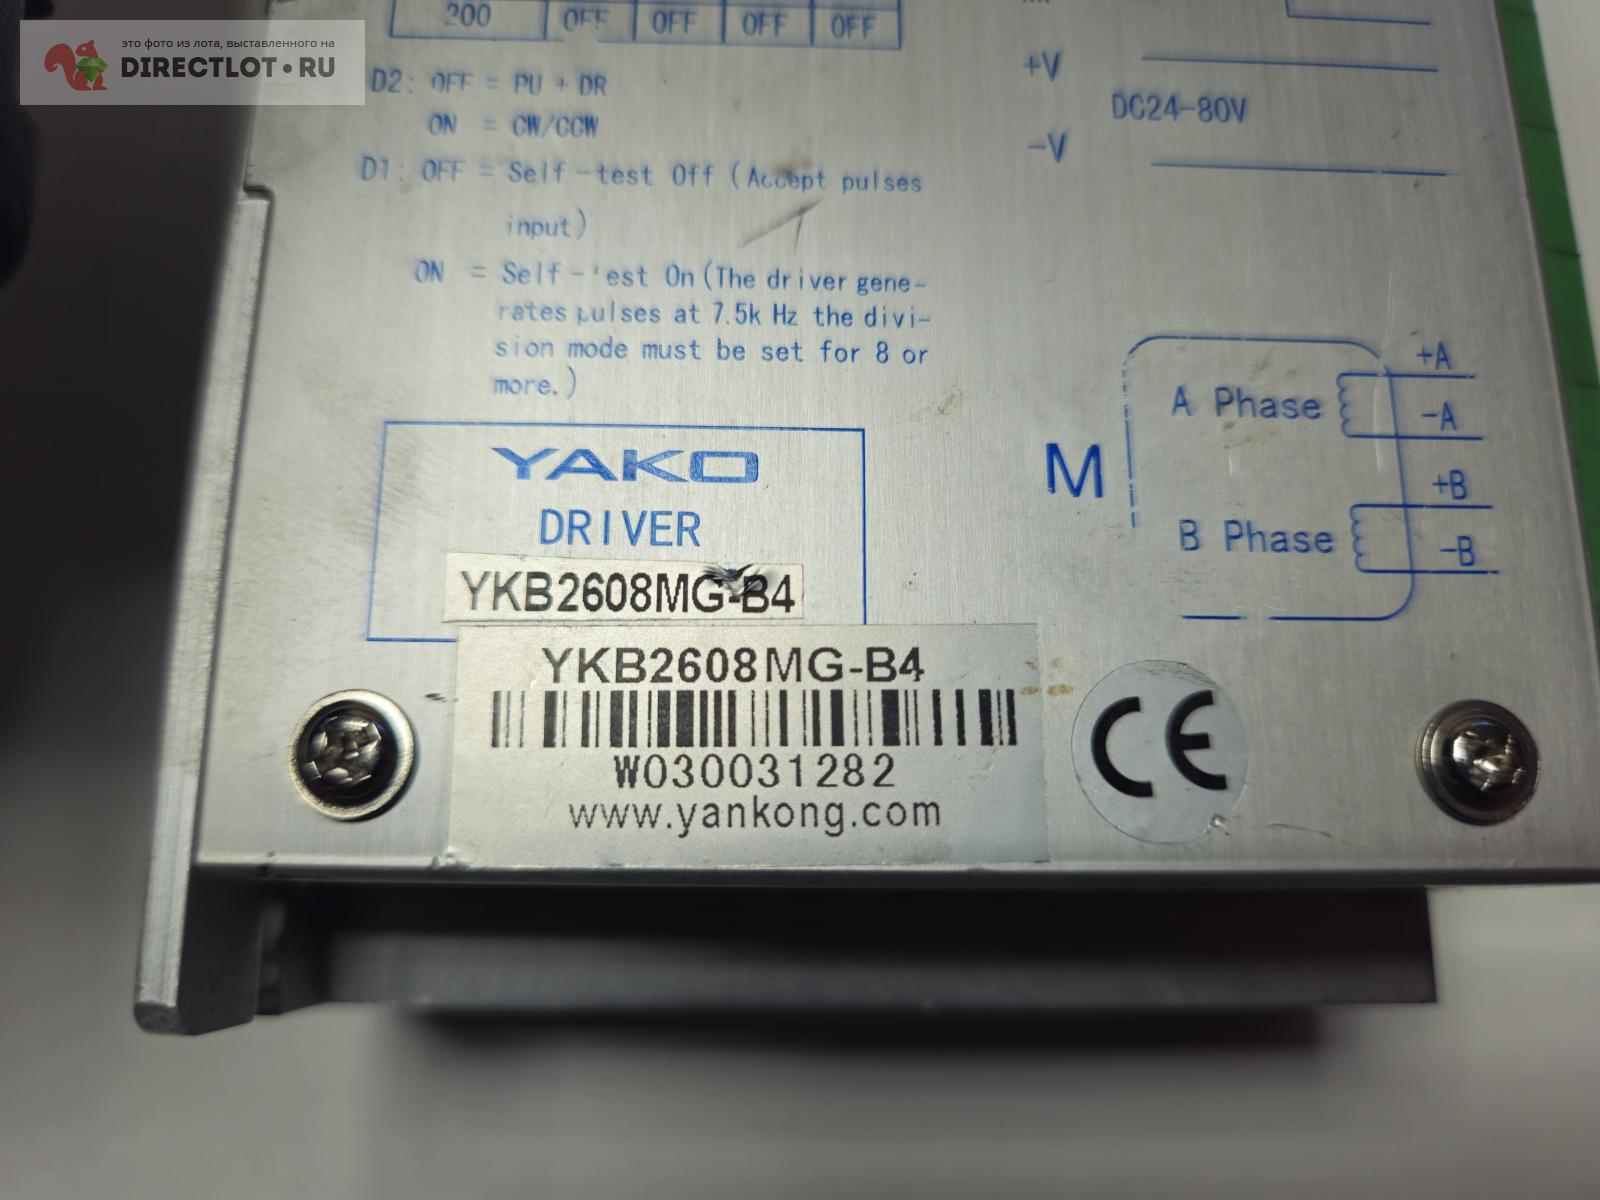 это фото из лота, выставленного на
DIRECTLOT.RU
200 OFF OFF OFF OFF
D2: OFF = PU + DR
ON = CW/CCW
D1: OFF = Self-test Off (Accept pulses
input)
ON = Self-test On (The driver gene-
rates pulses at 7.5k Hz the divi-
sion mode must be set for 8 or
more.)
+V
DC24-80V
-V
YAKO
DRIVER
YKB2608MG-B4
M
A Phase
+A
-A
B Phase
+B
-B
YKB2608MG-B4
W030031282
www.yankong.com
CE